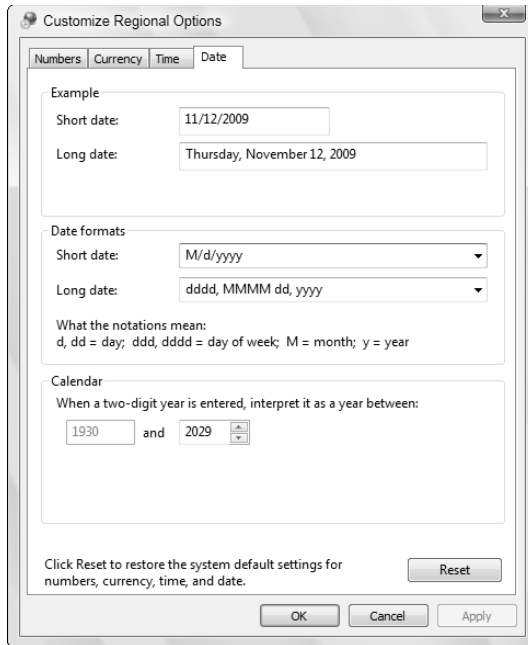 Customize Regional Options
Numbers Currency Time Date
Example
Short date: 11/12/2009
Long date: Thursday, November 12, 2009
Date formats
Short date: M/d/yyyy
Long date: dddd, MMMM dd, yyyy
What the notations mean:
d, dd = day; ddd, dddd = day of week; M = month; y = year
Calendar
When a two-digit year is entered, interpret it as a year between:
1930 and 2029
Click Reset to restore the system default settings for
numbers, currency, time, and date.
Reset
OK Cancel Apply